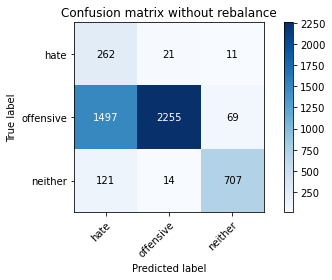 Confusion matrix without rebalance
True label
hate
offensive
neither
262 21 11
1497 2255 69
121 14 707
hate
offensive
neither
Predicted label
2250
2000
1750
1500
1250
1000
750
500
250